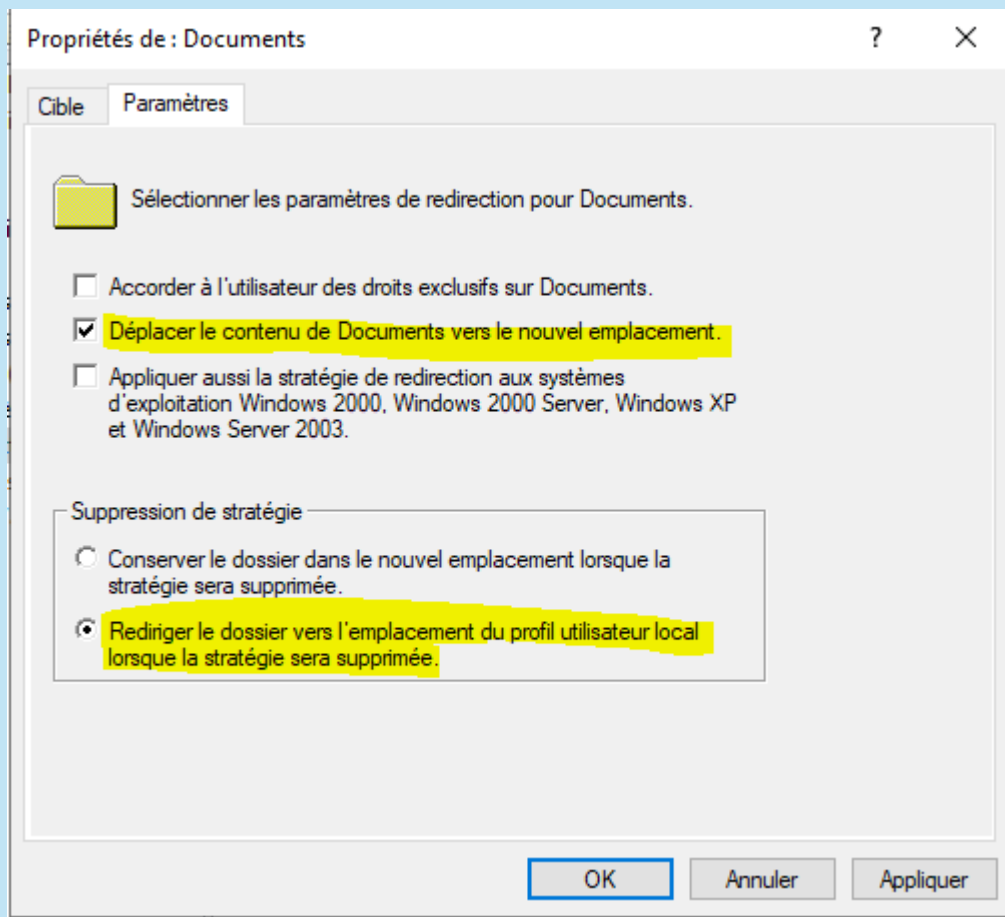 Propriétés de : Documents
?
Cible
Paramètres
Sélectionner les paramètres de redirection pour Documents.
Accorder à l'utilisateur des droits exclusifs sur Documents.
Déplacer le contenu de Documents vers le nouvel emplacement.
Appliquer aussi la stratégie de redirection aux systèmes
d'exploitation Windows 2000, Windows 2000 Server, Windows XP
et Windows Server 2003.
Suppression de stratégie
Conserver le dossier dans le nouvel emplacement lorsque la
stratégie sera supprimée.
Rediriger le dossier vers l'emplacement du profil utilisateur local
lorsque la stratégie sera supprimée.
OK
Annuler
Appliquer